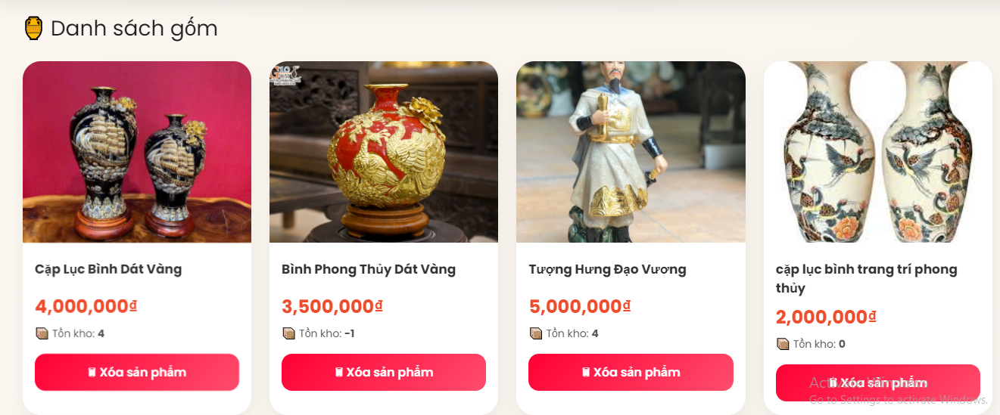 Danh sách gốm
Cặp Lục Bình Dát Vàng
4,000,000₫
Tồn kho: 4
Xóa sản phẩm
Bình Phong Thủy Dát Vàng
3,500,000₫
Tồn kho: -1
Xóa sản phẩm
Tượng Hưng Đạo Vương
5,000,000₫
Tồn kho: 4
Xóa sản phẩm
cặp lục bình trang trí phong
thủy
2,000,000₫
Tồn kho: 0
Xóa sản phẩm
Activate Windows
Go to Settings to activate Windows.